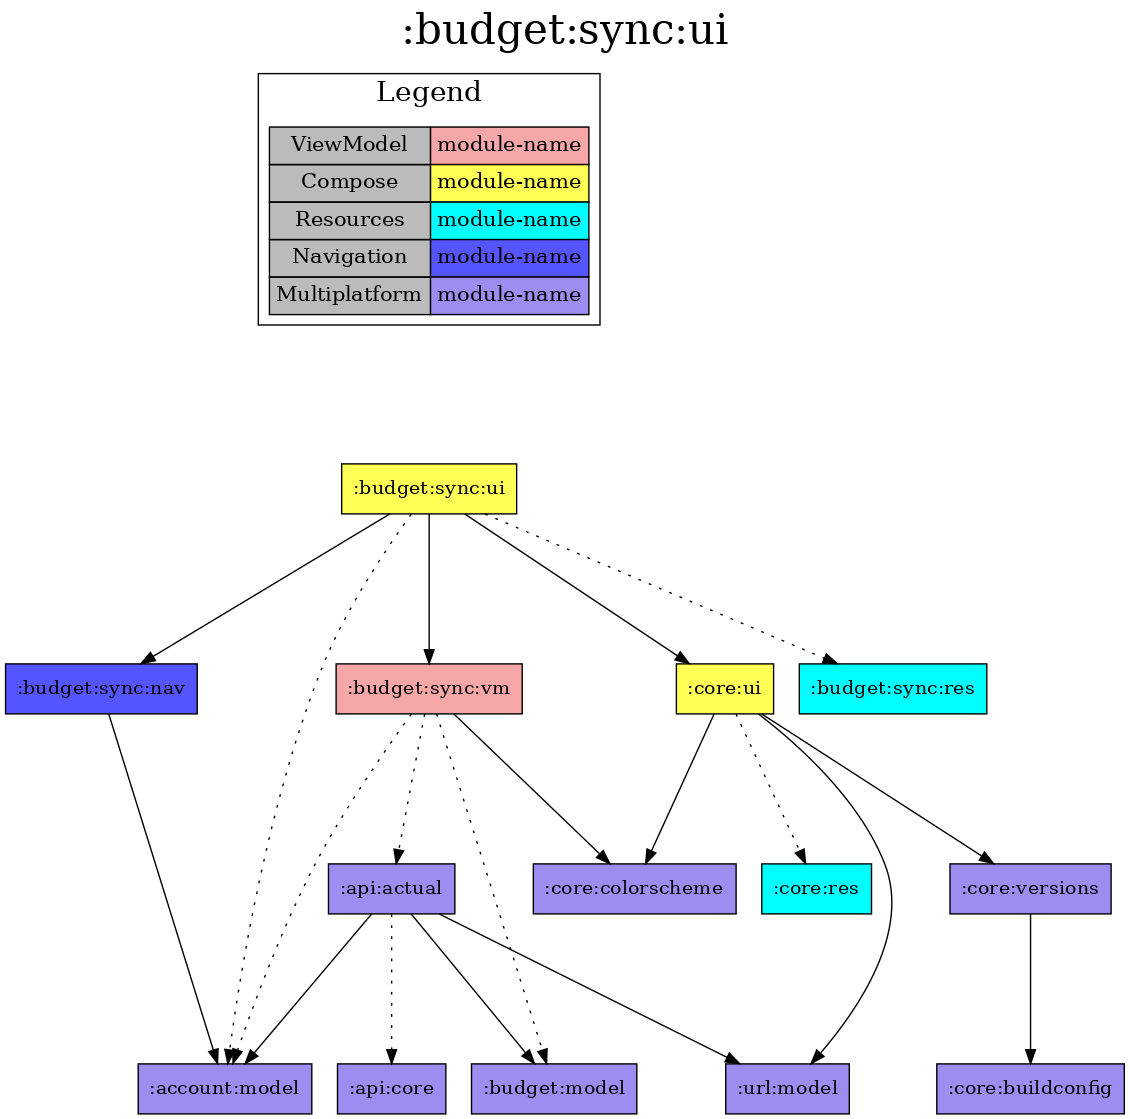 :budget:sync:ui
Legend
ViewModel module-name
Compose module-name
Resources module-name
Navigation module-name
Multiplatform module-name
:budget:sync:ui
:budget:sync:nav :budget:sync:vm :core:ui :budget:sync:res
:api:actual :core:colorscheme :core:res :core:versions
:account:model :api:core :budget:model :url:model :core:buildconfig